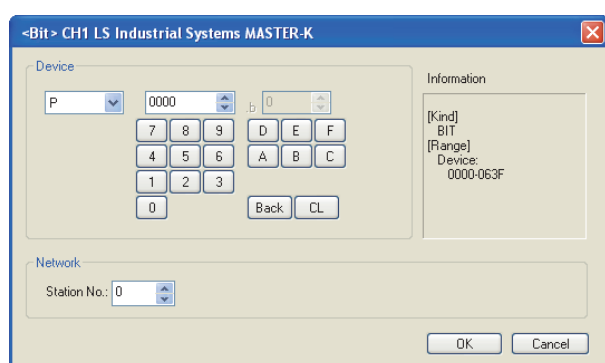 <Bit> CH1 LS Industrial Systems MASTER-K
Device
P 0000 .b 0
7 8 9 D E F
4 5 6 A B C
1 2 3
0 Back CL
Information
[Kind]
BIT
[Range]
Device:
0000-063F
Network
Station No.: 0
OK Cancel